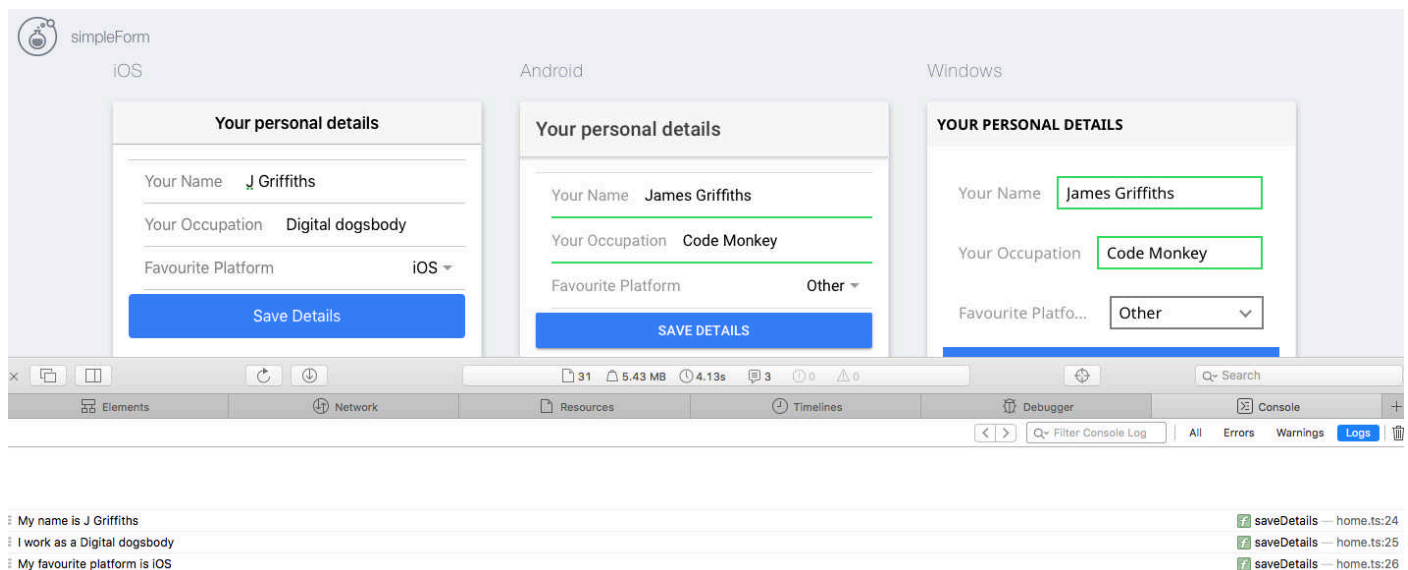 simpleForm
iOS Android Windows
Your personal details
Your Name J Griffiths
Your Occupation Digital dogsbody
Favourite Platform iOS
Save Details
Your personal details
Your Name James Griffiths
Your Occupation Code Monkey
Favourite Platform Other
SAVE DETAILS
YOUR PERSONAL DETAILS
Your Name James Griffiths
Your Occupation Code Monkey
Favourite Platfo... Other
31 5.43 MB 4.13s 3 0 0 Search
Elements Network Resources Timelines Debugger Console
Filter Console Log All Errors Warnings Logs
My name is J Griffiths saveDetails — home.ts:24
I work as a Digital dogsbody saveDetails — home.ts:25
My favourite platform is iOS saveDetails — home.ts:26